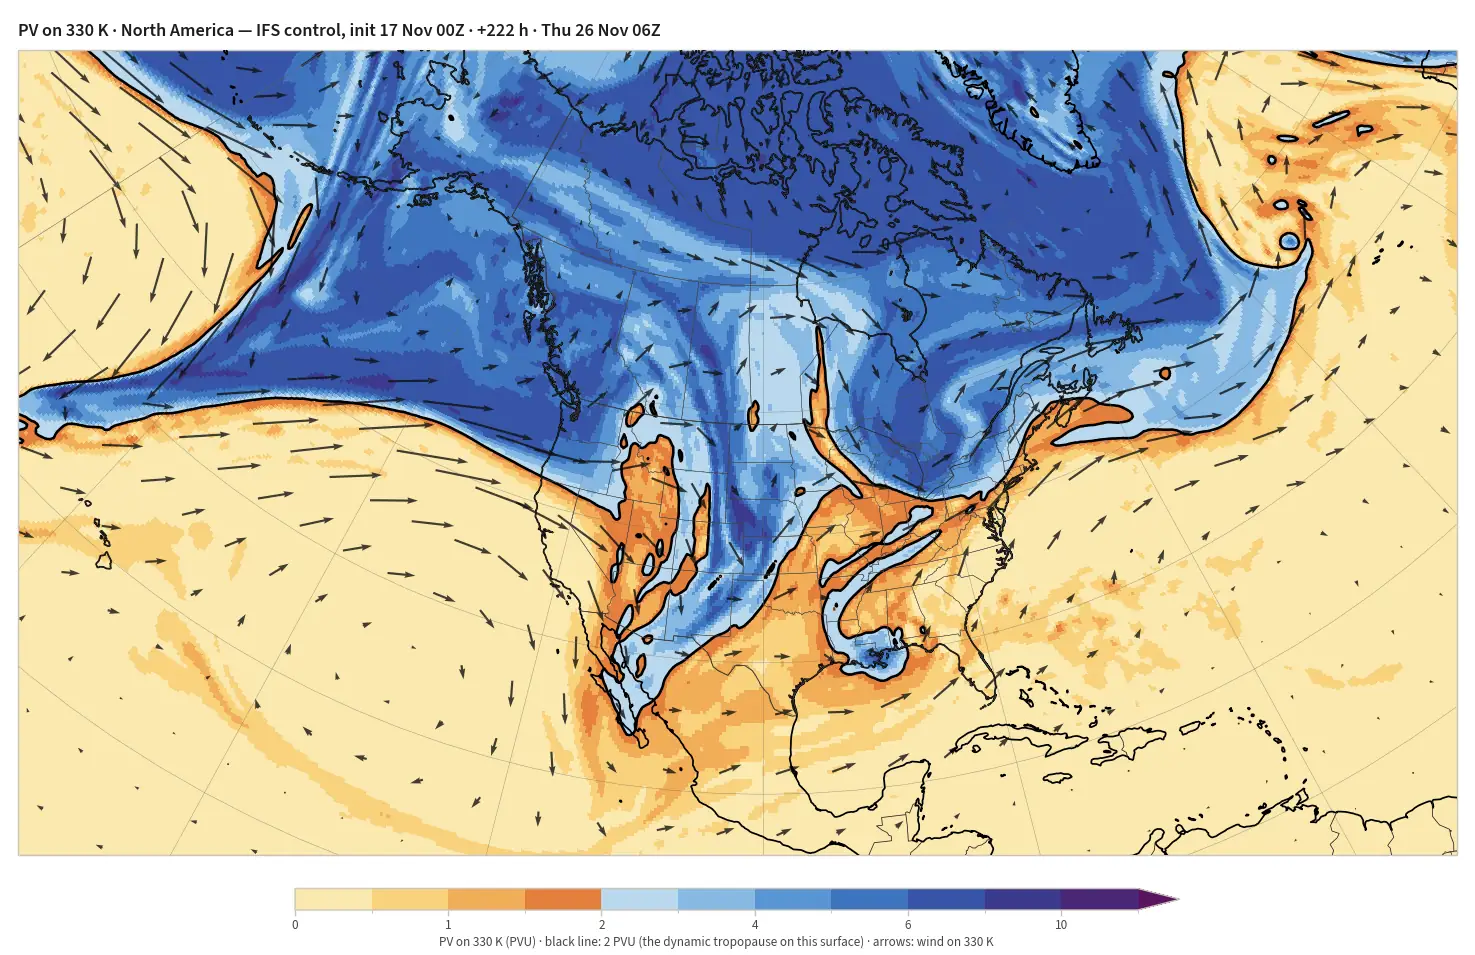 PV on 330 K · North America — IFS control, init 17 Nov 00Z · +222 h · Thu 26 Nov 06Z
0 1 2 4 6 10
PV on 330 K (PVU) · black line: 2 PVU (the dynamic tropopause on this surface) · arrows: wind on 330 K